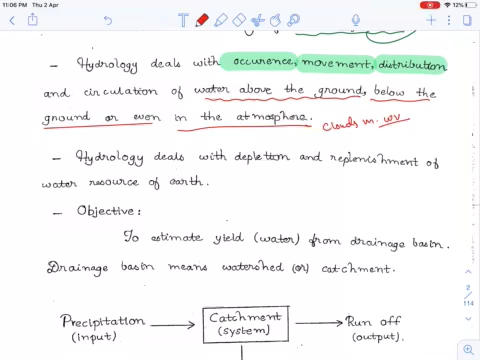 11:06 PM Thu 2 Apr
12%
- Hydrology deals with occurence, movement, distribution
and circulation of water above the ground, below the
ground or even in the atmosphere.
Clouds
wv
- Hydrology deals with depletion and replenishment of
water resource of earth.
- Objective:
To estimate yield (water) from drainage basin.
Drainage basin means watershed (or) catchment.
Precipitation → Catchment → Run off
(input) (system) (output).
2
114